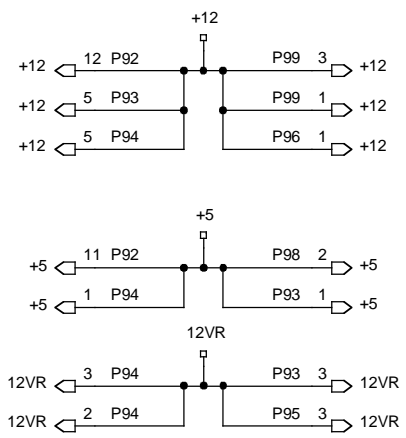 +12
+12 12 P92 P99 3 +12
+12 5 P93 P99 1 +12
+12 5 P94 P96 1 +12
+5
+5 11 P92 P98 2 +5
+5 1 P94 P93 1 +5
12VR
12VR 3 P94 P93 3 12VR
12VR 2 P94 P95 3 12VR